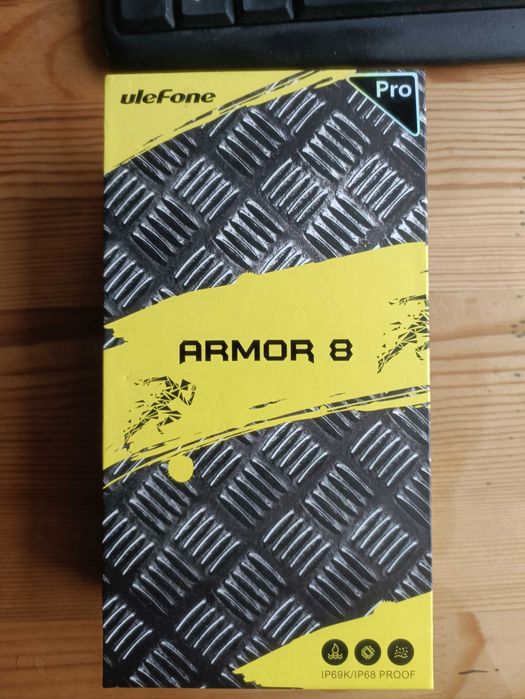 uleFone
Pro
ARMOR 8
IP69K/IP68 PROOF